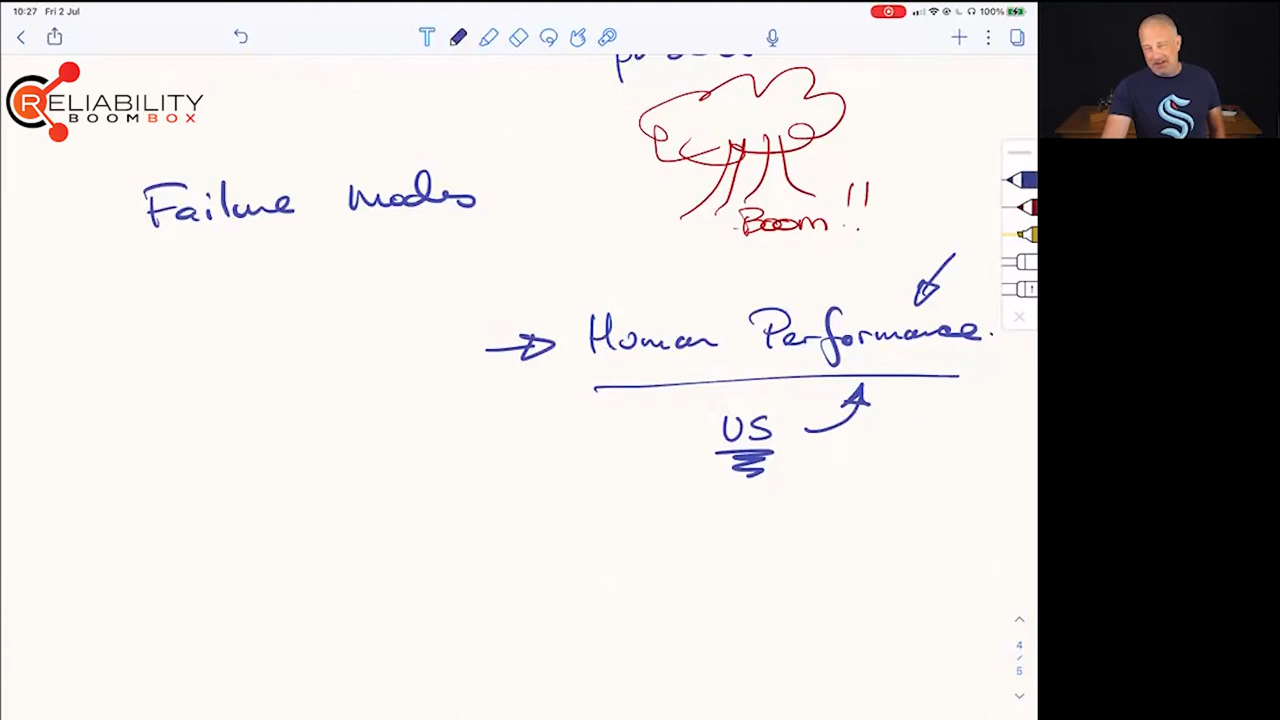 10:27 Fri 2 Jul
100%
RELIABILITY
BOOMBOX
Failure modes
Boom !!
Human Performance.
US
4
/
5